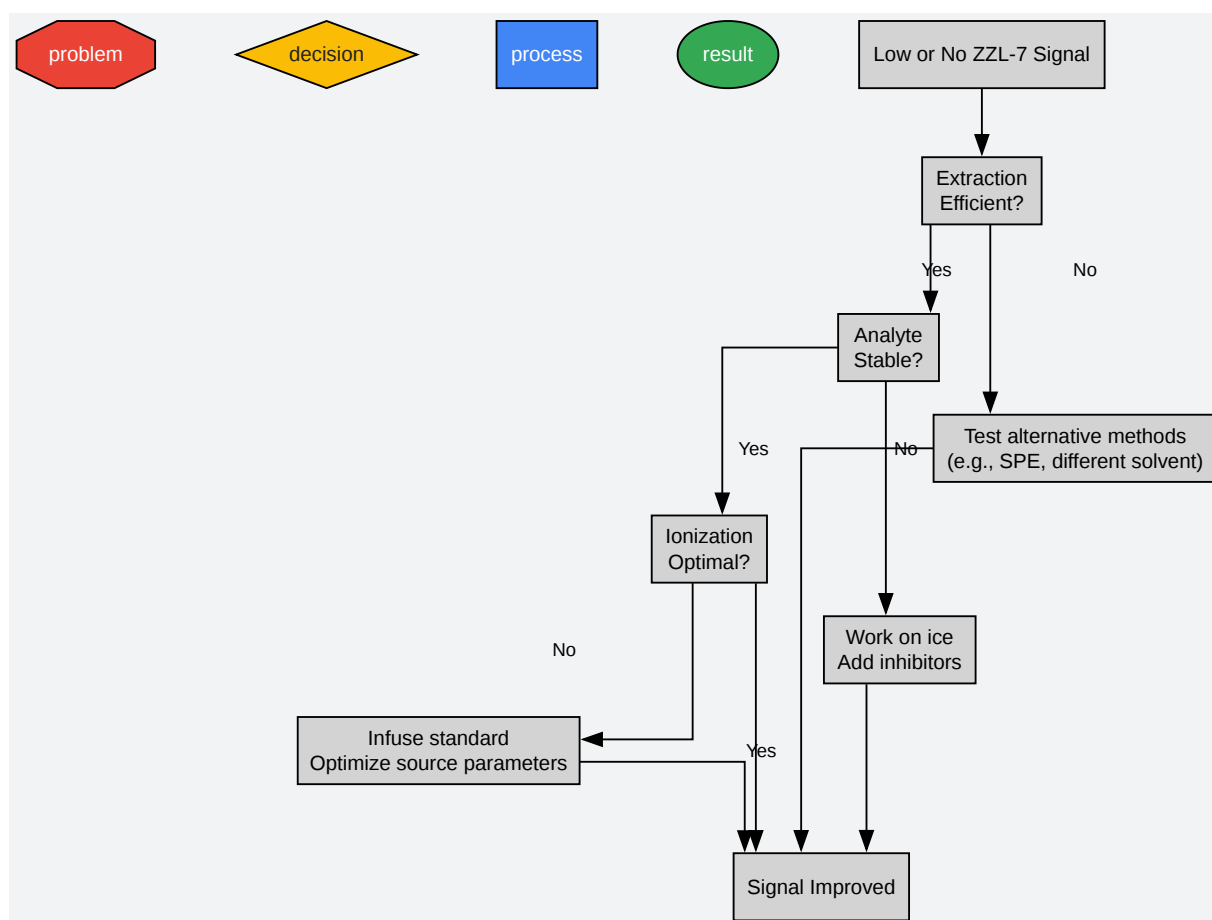 problem
decision
process
result
Low or No ZZL-7 Signal
Extraction
Efficient?
Yes
No
Analyte
Stable?
Yes
No
Test alternative methods
(e.g., SPE, different solvent)
Ionization
Optimal?
No
Work on ice
Add inhibitors
Infuse standard
Optimize source parameters
Yes
Signal Improved